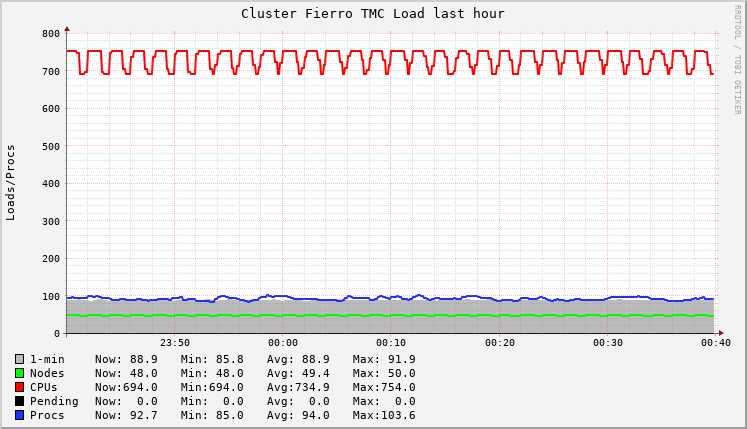 Cluster Fierro TMC Load last hour
RRDTOOL / TOBI OETIKER
Loads/Procs
800
700
600
500
400
300
200
100
0
23:50 00:00 00:10 00:20 00:30 00:40
1-min Now: 88.9 Min: 85.8 Avg: 88.9 Max: 91.9
Nodes Now: 48.0 Min: 48.0 Avg: 49.4 Max: 50.0
CPUs Now:694.0 Min:694.0 Avg:734.9 Max:754.0
Pending Now: 0.0 Min: 0.0 Avg: 0.0 Max: 0.0
Procs Now: 92.7 Min: 85.0 Avg: 94.0 Max:103.6